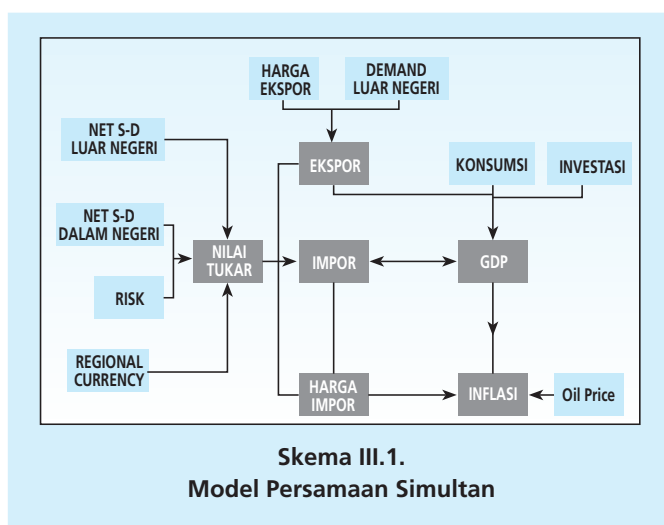 HARGA
EKSPOR
DEMAND
LUAR NEGERI
NET S-D
LUAR NEGERI
EKSPOR
KONSUMSI
INVESTASI
NET S-D
DALAM NEGERI
NILAI
TUKAR
IMPOR
GDP
RISK
REGIONAL
CURRENCY
HARGA
IMPOR
INFLASI
Oil Price
Skema III.1.
Model Persamaan Simultan